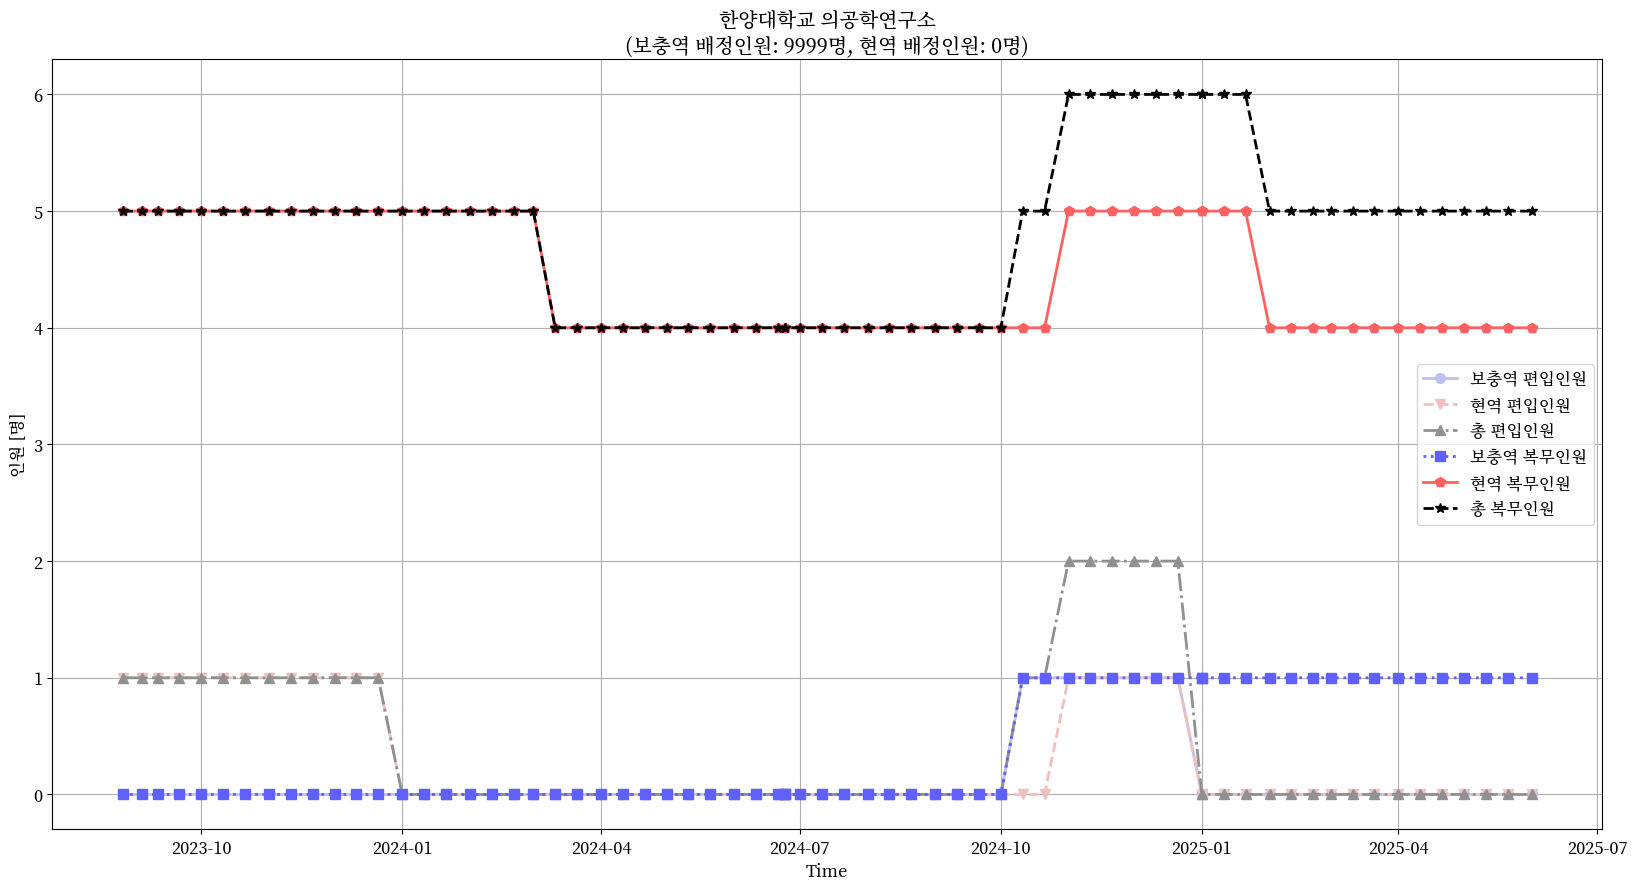 한양대학교 의공학연구소
(보충역 배정인원: 9999명, 현역 배정인원: 0명)
6
5
4
3
2
1
0
인원 [명]
보충역 편입인원
현역 편입인원
총 편입인원
보충역 복무인원
현역 복무인원
총 복무인원
2023-10
2024-01
2024-04
2024-07
2024-10
2025-01
2025-04
2025-07
Time